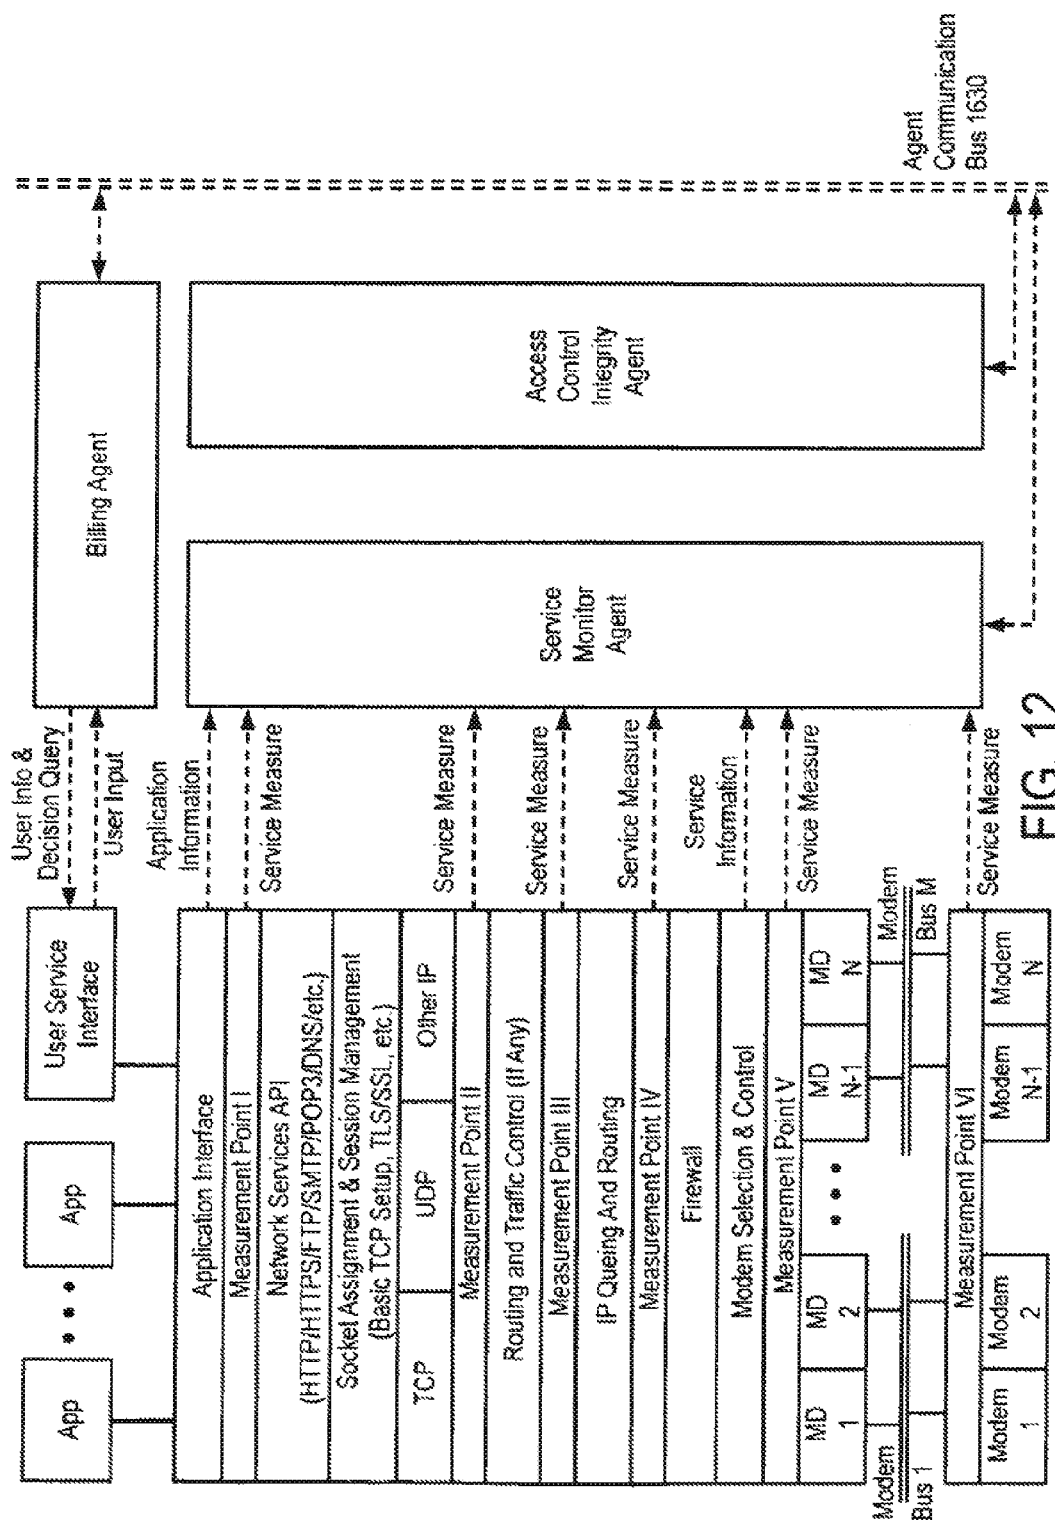 App
App
User Service
Interface
User Info &
Decision Query
User Input
Billing Agent
Application Interface
Application
Information
Measurement Point I
Service Measure
Network Services API
(HTTP/HTTPS/FTP/SMTP/POP3/DNS/etc.)
Socket Assignment & Session Management
(Basic TCP Setup, TLS/SSL, etc.)
TCP
UDP
Other IP
Measurement Point II
Service Measure
Routing and Traffic Control (If Any)
Measurement Point III
Service Measure
IP Queing And Routing
Measurement Point IV
Service Measure
Firewall
Modem Selection & Control
Service
Information
Measurement Point V
Service Measure
MD
1
MD
2
MD
N-1
MD
N
Modem
Bus 1
Modem
Bus M
Measurement Point VI
Service Measure
Modem
1
Modem
2
Modem
N-1
Modem
N
Service
Monitor
Agent
Access
Control
Integrity
Agent
Agent
Communication
Bus 1630
FIG. 12